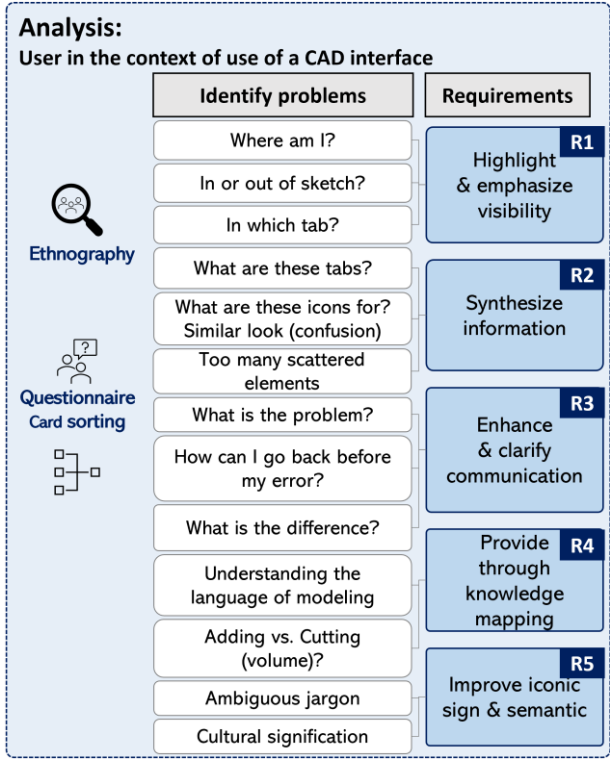 Analysis:
User in the context of use of a CAD interface
Identify problems
Requirements
Ethnography
?
Questionnaire
Card sorting
Where am I?
In or out of sketch?
In which tab?
What are these tabs?
What are these icons for?
Similar look (confusion)
Too many scattered
elements
What is the problem?
How can I go back before
my error?
What is the difference?
Understanding the
language of modeling
Adding vs. Cutting
(volume)?
Ambiguous jargon
Cultural signification
R1
Highlight
& emphasize
visibility
R2
Synthesize
information
R3
Enhance
& clarify
communication
R4
Provide
through
knowledge
mapping
R5
Improve iconic
sign & semantic